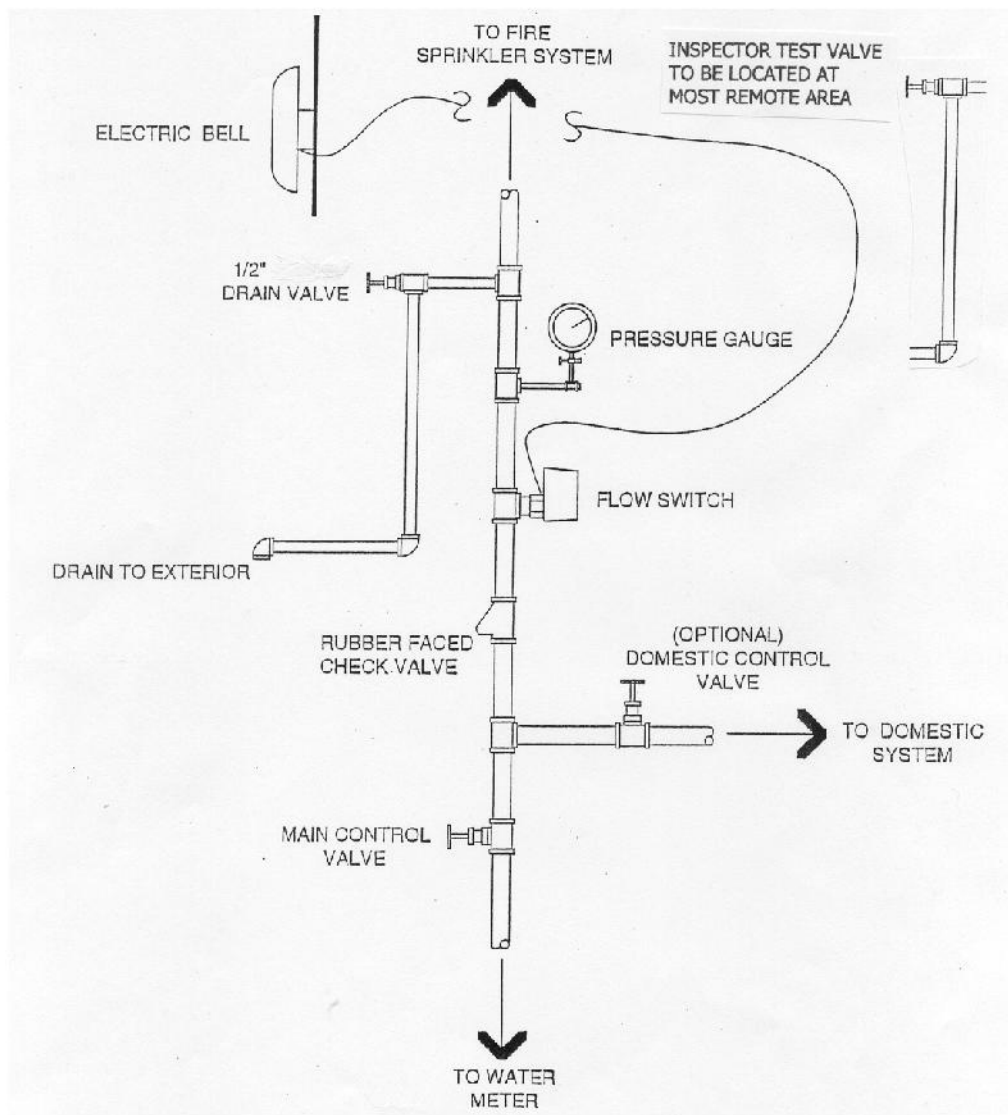 TO FIRE
SPRINKLER SYSTEM
INSPECTOR TEST VALVE
TO BE LOCATED AT
MOST REMOTE AREA
ELECTRIC BELL
1/2"
DRAIN VALVE
PRESSURE GAUGE
FLOW SWITCH
DRAIN TO EXTERIOR
RUBBER FACED
CHECK VALVE
(OPTIONAL)
DOMESTIC CONTROL
VALVE
TO DOMESTIC
SYSTEM
MAIN CONTROL
VALVE
TO WATER
METER